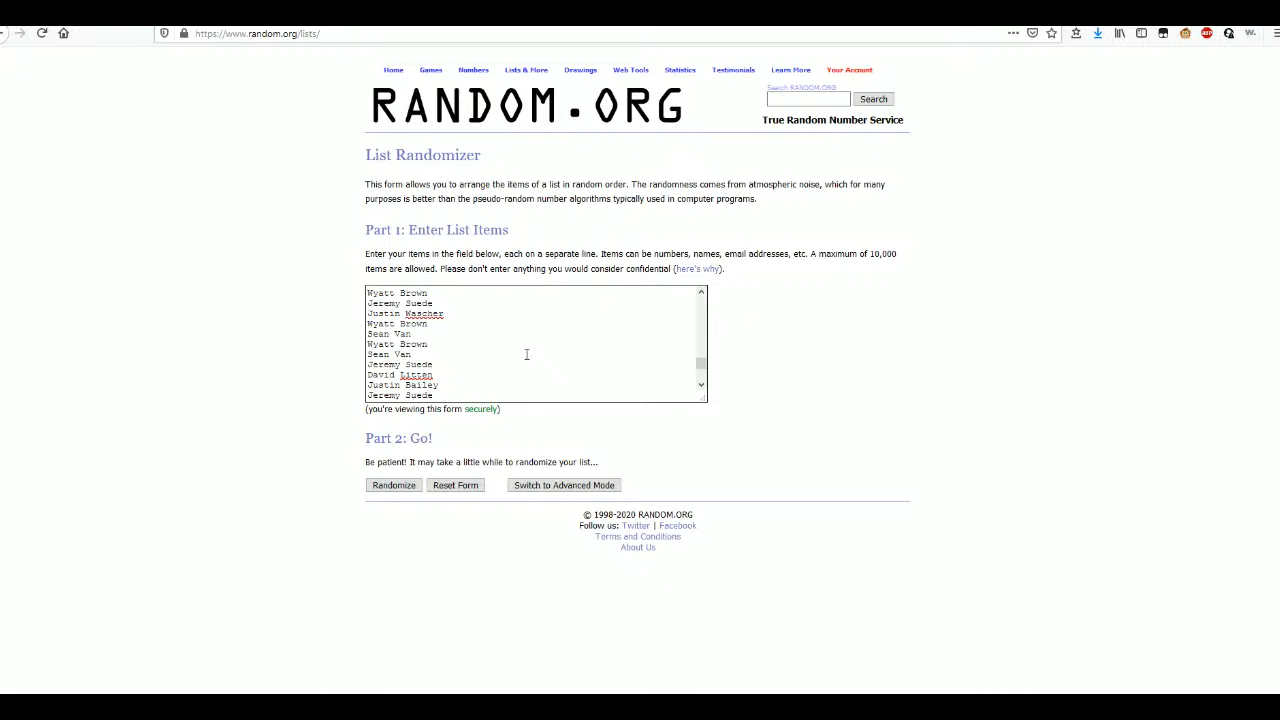 https://www.random.org/lists/
Home Games Numbers Lists & More Drawings Web Tools Statistics Testimonials Learn More Your Account
RANDOM.ORG
Search RANDOM.ORG
Search
True Random Number Service
List Randomizer
This form allows you to arrange the items of a list in random order. The randomness comes from atmospheric noise, which for many
purposes is better than the pseudo-random number algorithms typically used in computer programs.
Part 1: Enter List Items
Enter your items in the field below, each on a separate line. Items can be numbers, names, email addresses, etc. A maximum of 10,000
items are allowed. Please don't enter anything you would consider confidential (here's why).
Wyatt Brown
Jeremy Suede
Justin Wascher
Wyatt Brown
Sean Van
Wyatt Brown
Sean Van
Jeremy Suede
David Litten
Justin Bailey
Jeremy Suede
(you're viewing this form securely)
Part 2: Go!
Be patient! It may take a little while to randomize your list...
Randomize Reset Form Switch to Advanced Mode
© 1998-2020 RANDOM.ORG
Follow us: Twitter | Facebook
Terms and Conditions
About Us